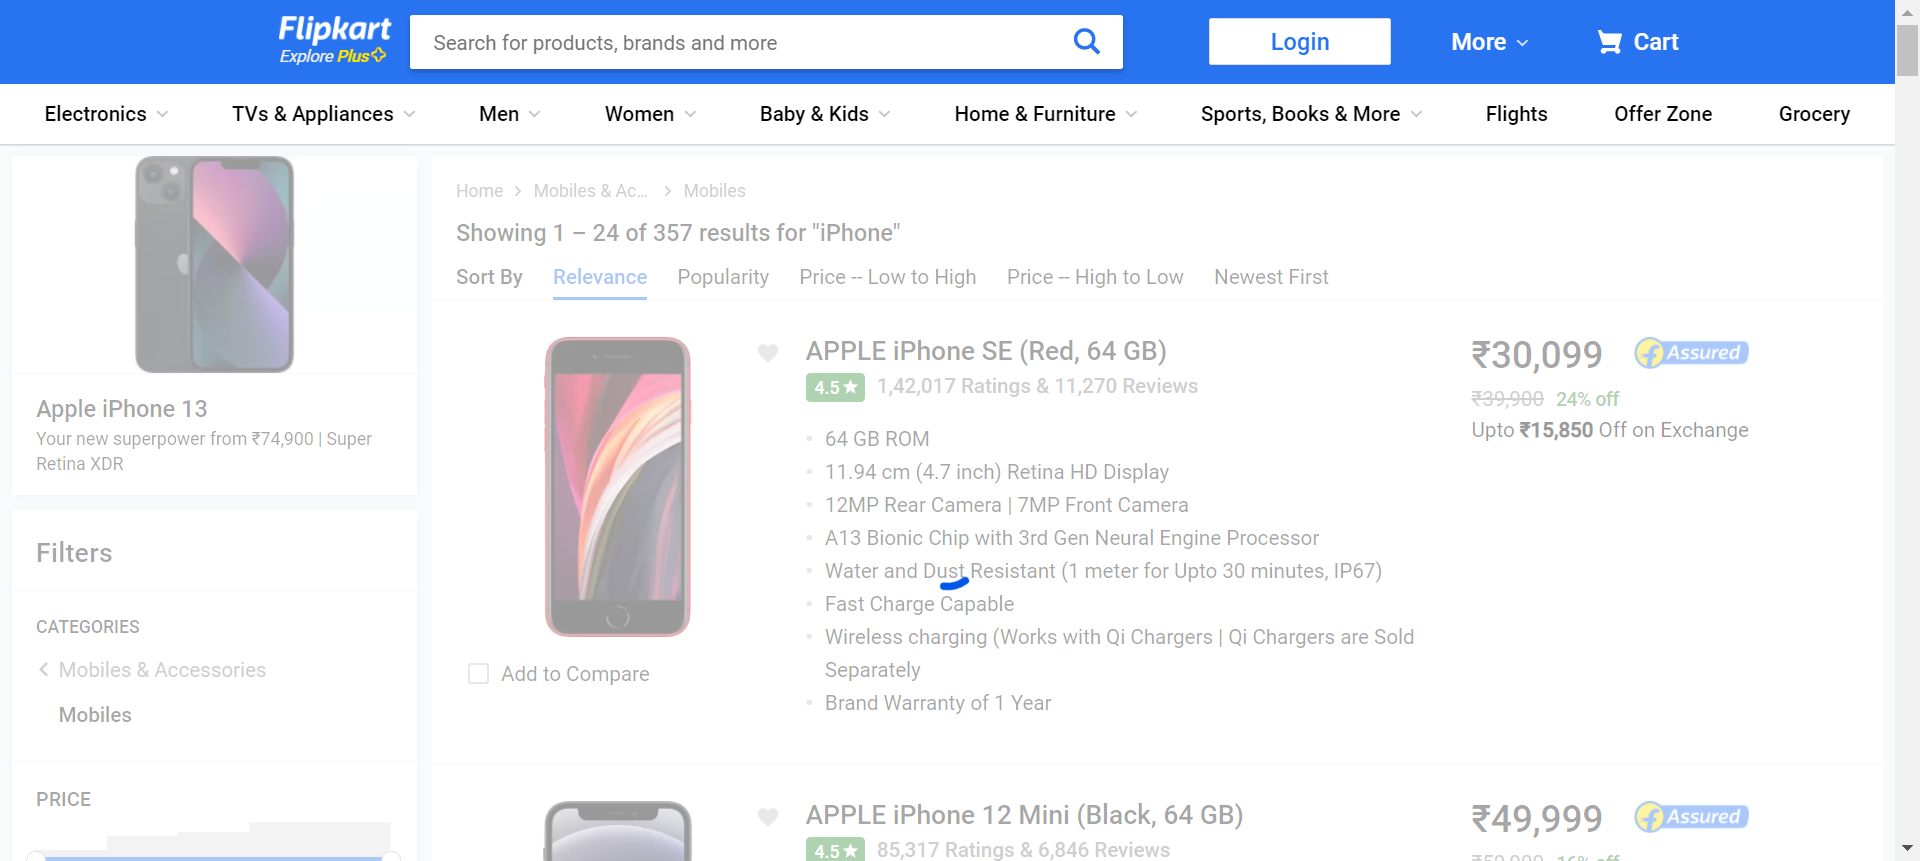 Flipkart
Explore Plus
Search for products, brands and more
Login
More
Cart
Electronics
TVs & Appliances
Men
Women
Baby & Kids
Home & Furniture
Sports, Books & More
Flights
Offer Zone
Grocery
Apple iPhone 13
Your new superpower from ₹74,900 | Super
Retina XDR
Filters
CATEGORIES
Mobiles & Accessories
Mobiles
PRICE
Home
Mobiles & Ac...
Mobiles
Showing 1 – 24 of 357 results for "iPhone"
Sort By
Relevance
Popularity
Price -- Low to High
Price -- High to Low
Newest First
Add to Compare
APPLE iPhone SE (Red, 64 GB)
4.5★ 1,42,017 Ratings & 11,270 Reviews
64 GB ROM
11.94 cm (4.7 inch) Retina HD Display
12MP Rear Camera | 7MP Front Camera
A13 Bionic Chip with 3rd Gen Neural Engine Processor
Water and Dust Resistant (1 meter for Upto 30 minutes, IP67)
Fast Charge Capable
Wireless charging (Works with Qi Chargers | Qi Chargers are Sold
Separately
Brand Warranty of 1 Year
₹30,099
Assured
₹39,900 24% off
Upto ₹15,850 Off on Exchange
APPLE iPhone 12 Mini (Black, 64 GB)
4.5★ 85,317 Ratings & 6,846 Reviews
₹49,999
Assured